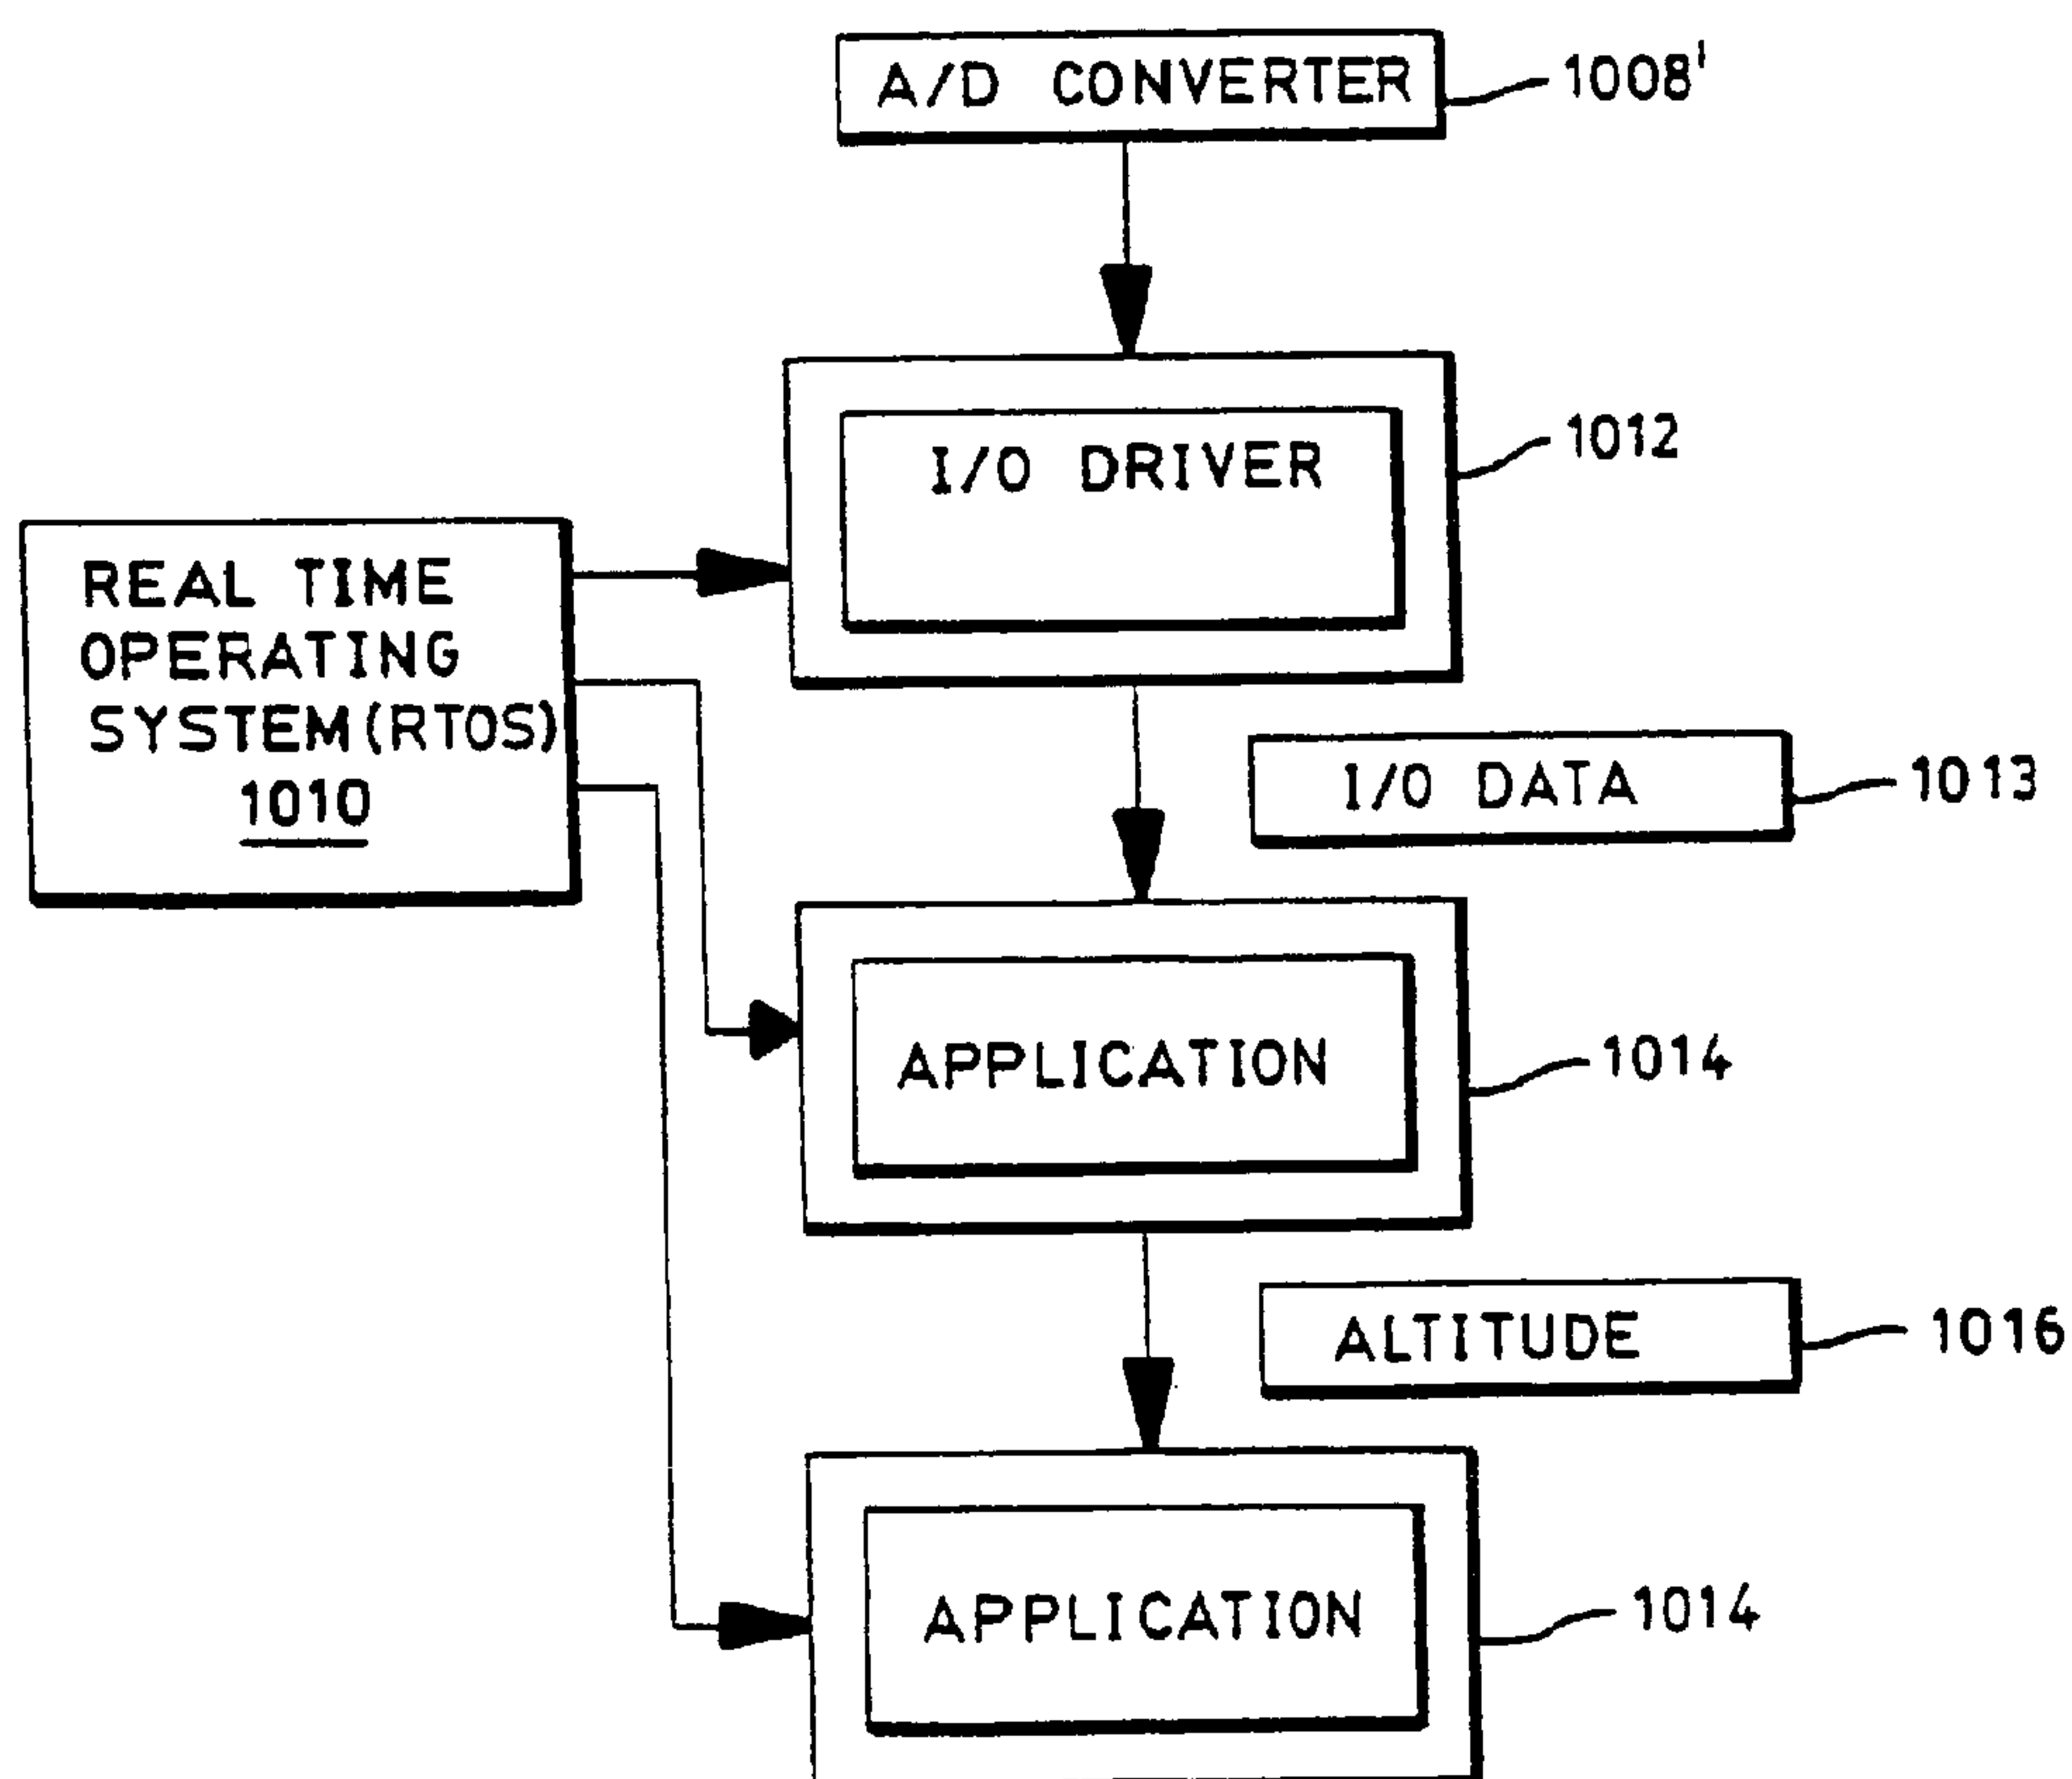 A/D CONVERTER
1008'
I/O DRIVER
1012
REAL TIME
OPERATING
SYSTEM(RTOS)
1010
I/O DATA
1013
APPLICATION
1014
ALTITUDE
1016
APPLICATION
1014